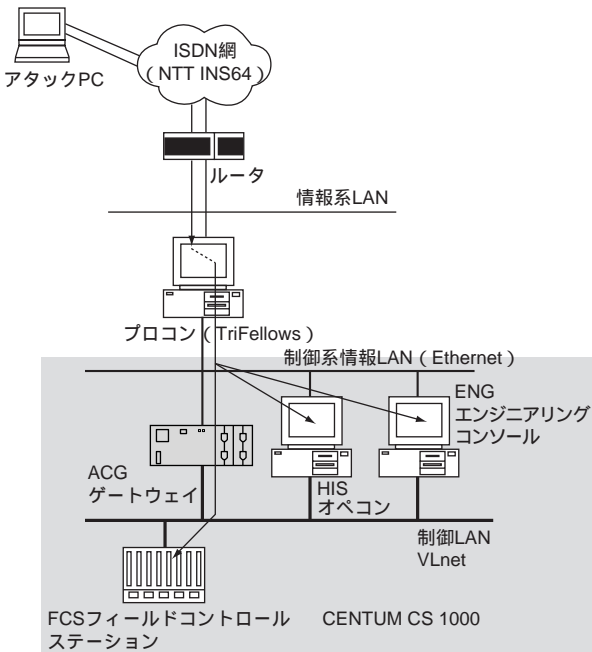 ISDN網
（NTT INS64）
アタックPC
ルータ
情報系LAN
プロコン（TriFellows）
制御系情報LAN（Ethernet）
ENG
エンジニアリング
コンソール
ACG
ゲートウェイ
HIS
オペコン
制御LAN
VLnet
FCSフィールドコントロール
ステーション
CENTUM CS 1000